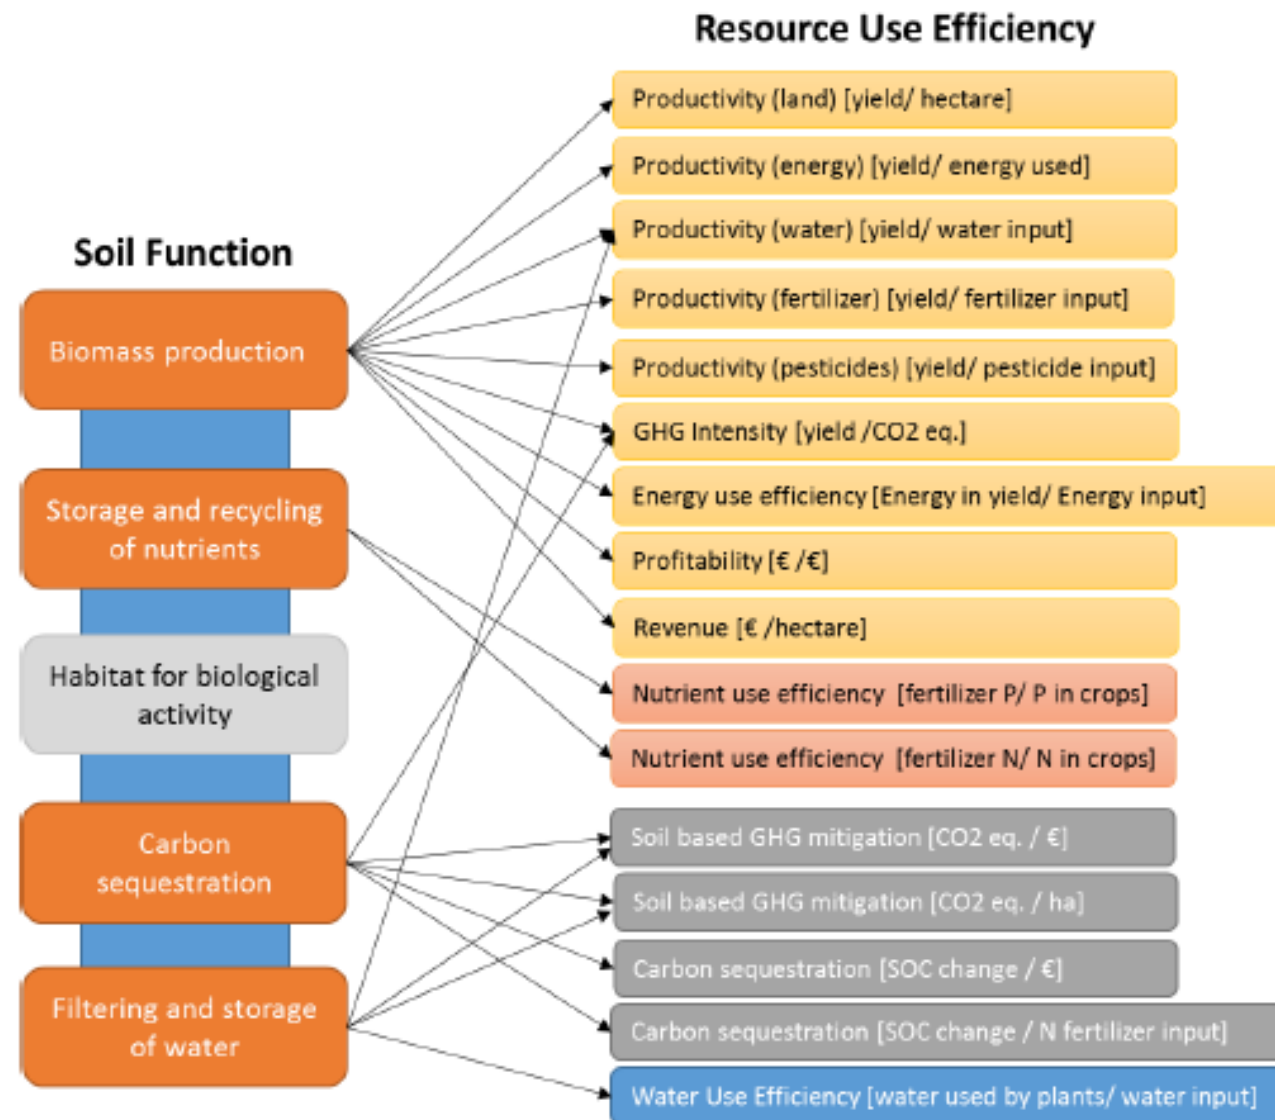 Resource Use Efficiency
Productivity (land) [yield/ hectare]
Productivity (energy) [yield/ energy used]
Productivity (water) [yield/ water input]
Productivity (fertilizer) [yield/ fertilizer input]
Productivity (pesticides) [yield/ pesticide input]
GHG Intensity [yield /CO2 eq.]
Energy use efficiency [Energy in yield/ Energy input]
Profitability [€ /€]
Revenue [€ /hectare]
Nutrient use efficiency [fertilizer P/ P in crops]
Nutrient use efficiency [fertilizer N/ N in crops]
Soil based GHG mitigation [CO2 eq. / €]
Soil based GHG mitigation [CO2 eq. / ha]
Carbon sequestration [SOC change / €]
Carbon sequestration [SOC change / N fertilizer input]
Water Use Efficiency [water used by plants/ water input]
Soil Function
Biomass production
Storage and recycling
of nutrients
Habitat for biological
activity
Carbon
sequestration
Filtering and storage
of water